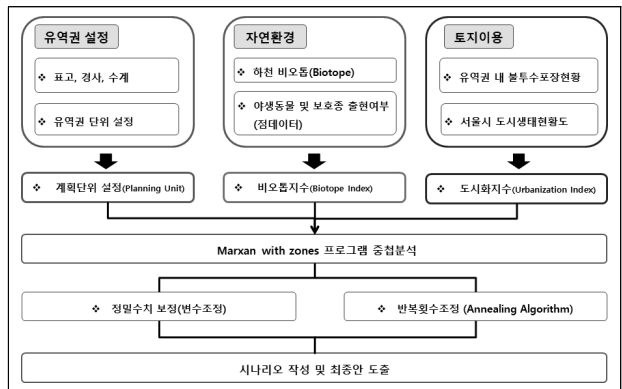 유역권 설정
❖ 표고, 경사, 수계
❖ 유역권 단위 설정
자연환경
❖ 하천 비오톱(Biotope)
❖ 야생동물 및 보호종 출현여부
(점데이터)
토지이용
❖ 유역권 내 불투수포장현황
❖ 서울시 도시생태현황도
❖ 계획단위 설정(Planning Unit)
❖ 비오톱지수(Biotope Index)
❖ 도시화지수(Urbanization Index)
Marxan with zones 프로그램 중첩분석
❖ 정밀수치 보정(변수조정)
❖ 반복횟수조정 (Annealing Algorithm)
시나리오 작성 및 최종안 도출